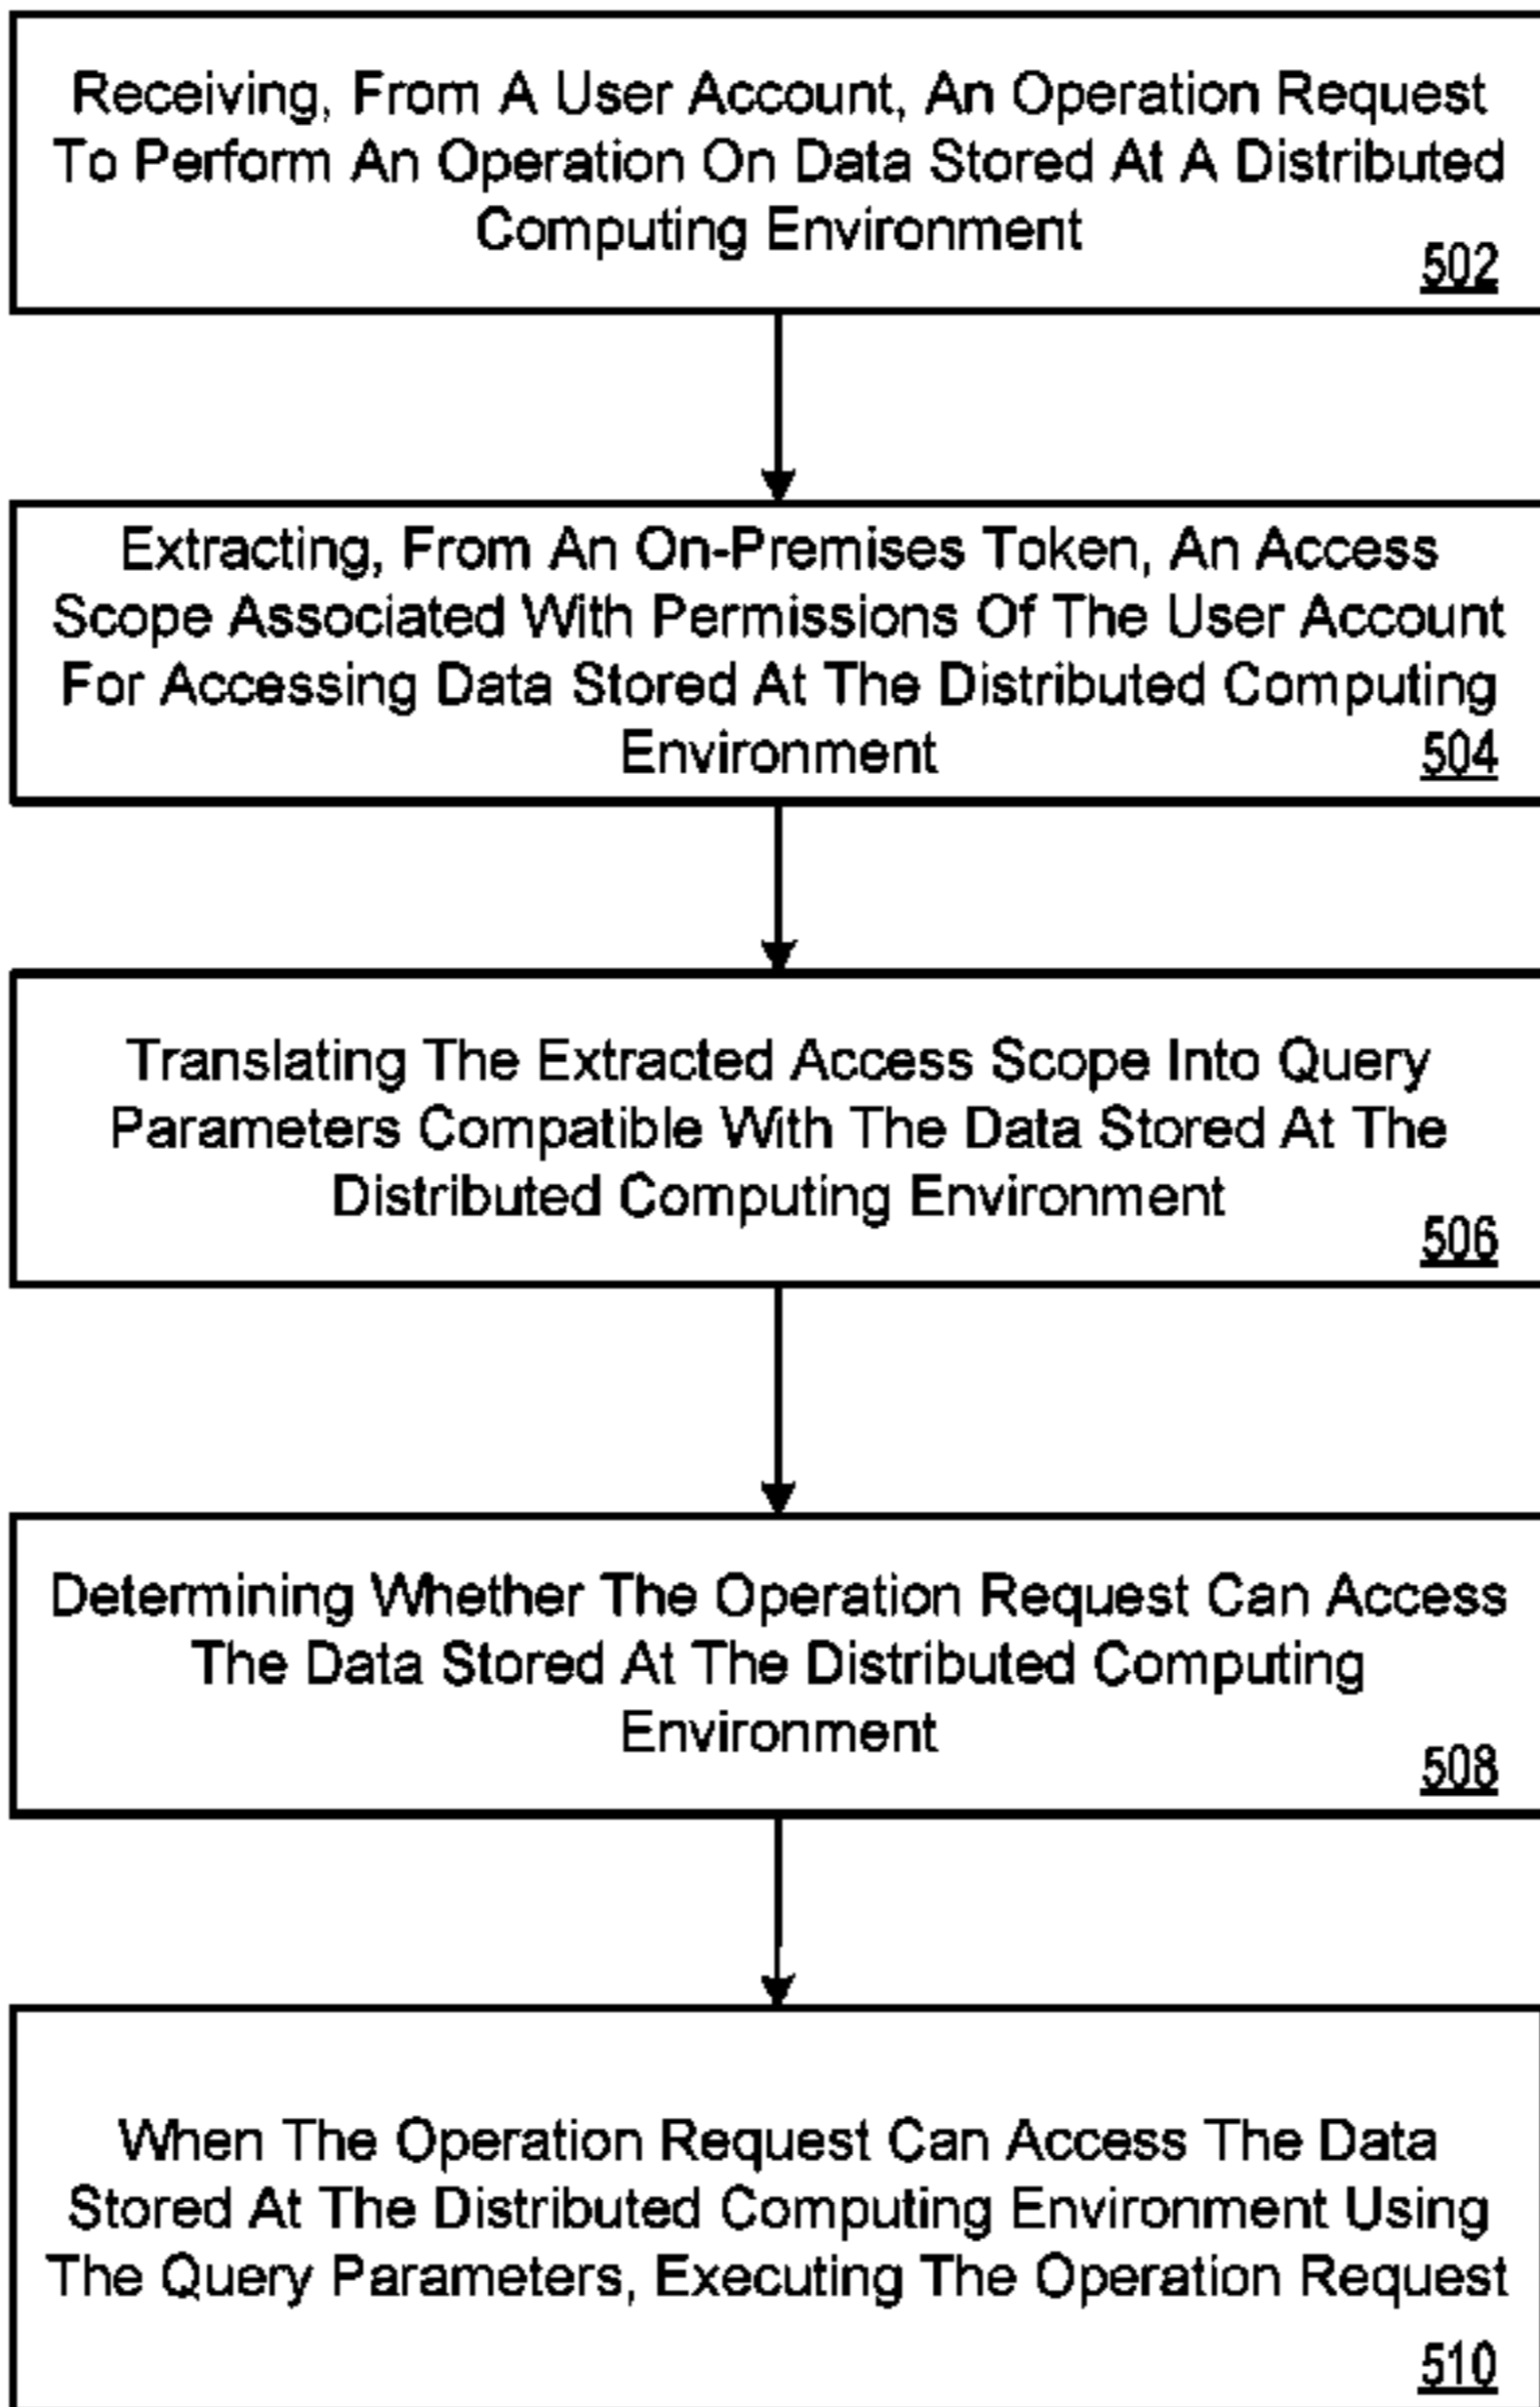 Receiving, From A User Account, An Operation Request
To Perform An Operation On Data Stored At A Distributed
Computing Environment
502
Extracting, From An On-Premises Token, An Access
Scope Associated With Permissions Of The User Account
For Accessing Data Stored At The Distributed Computing
Environment
504
Translating The Extracted Access Scope Into Query
Parameters Compatible With The Data Stored At The
Distributed Computing Environment
506
Determining Whether The Operation Request Can Access
The Data Stored At The Distributed Computing
Environment
508
When The Operation Request Can Access The Data
Stored At The Distributed Computing Environment Using
The Query Parameters, Executing The Operation Request
510